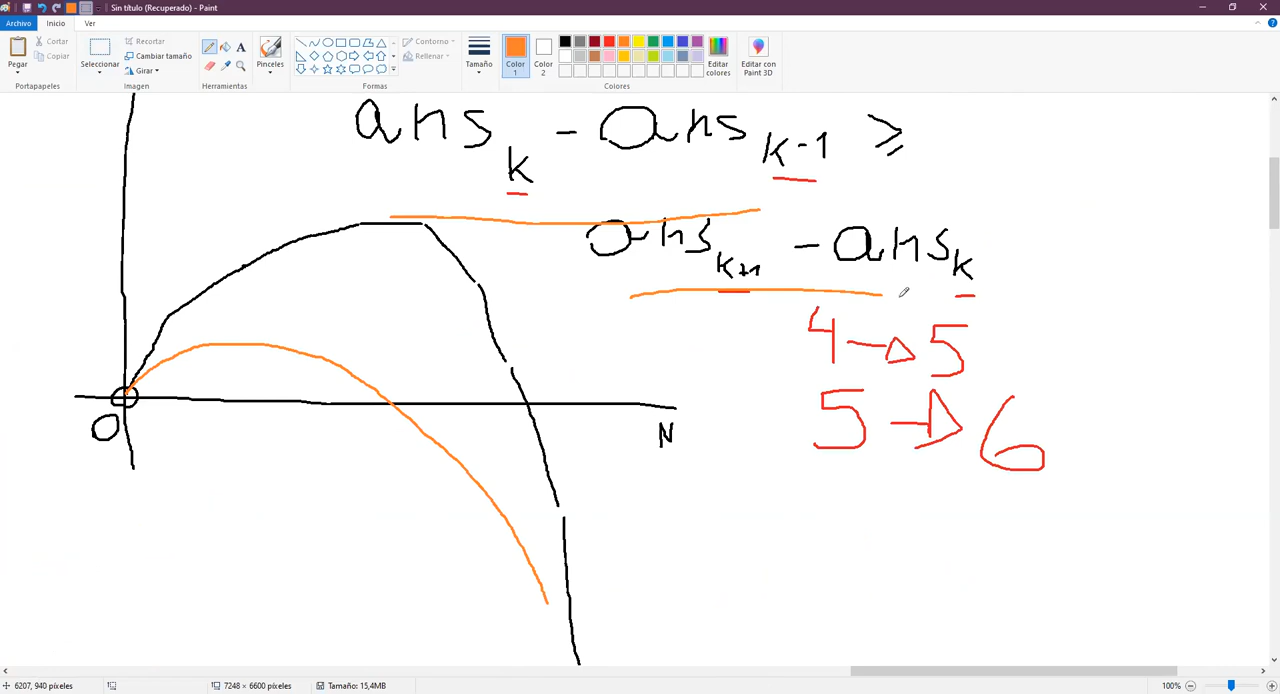 Sin título (Recuperado) - Paint
Archivo Inicio Ver
Pegar
Cortar
Copiar
Portapapeles
Seleccionar
Recortar
Cambiar tamaño
Girar
Imagen
A
Herramientas
Pinceles
Contorno
Rellenar
Formas
Tamaño
Color 1
Color 2
Editar colores
Colores
Editar con Paint 3D
ans k - ans k-1 ≥
ans k+1 - ans k
4 → 5
5 → 6
O
N
6207, 940 píxeles
7248 × 6600 píxeles
Tamaño: 15,4MB
100%